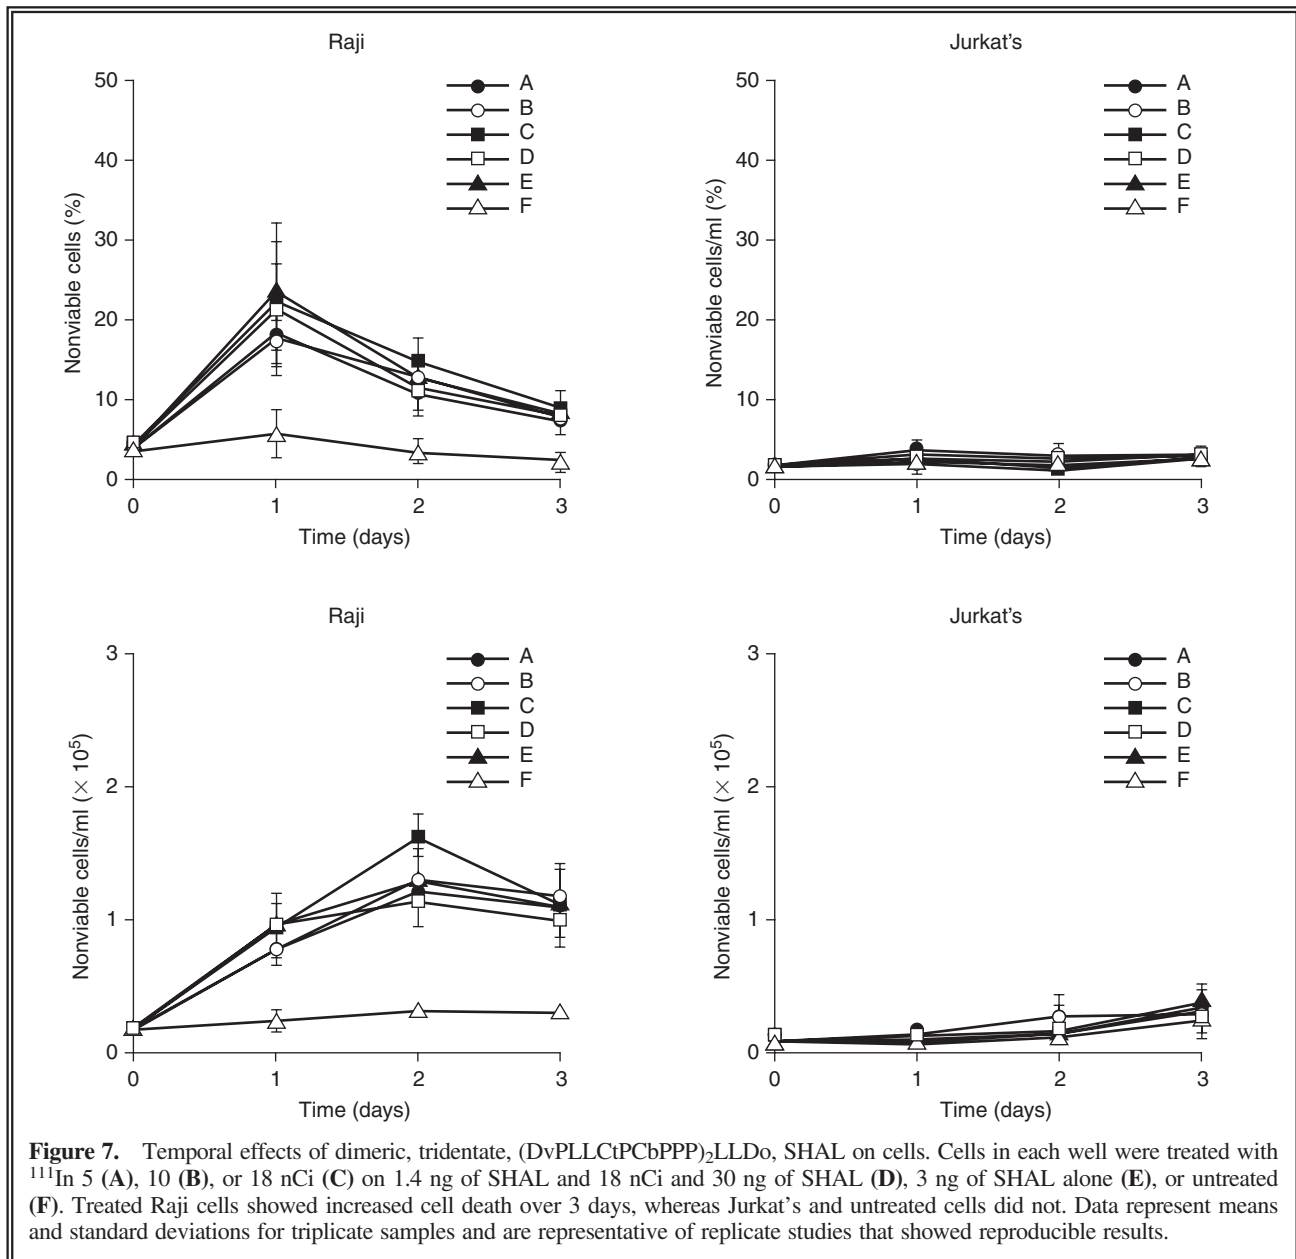 Raji
50
40
30
20
10
0
Nonviable cells (%)
A
B
C
D
E
F
0 1 2 3
Time (days)
Jurkat's
50
40
30
20
10
0
Nonviable cells/ml (%)
A
B
C
D
E
F
0 1 2 3
Time (days)
Raji
3
2
1
0
Nonviable cells/ml (× 10⁵)
A
B
C
D
E
F
0 1 2 3
Time (days)
Jurkat's
3
2
1
0
Nonviable cells/ml (× 10⁵)
A
B
C
D
E
F
0 1 2 3
Time (days)
Figure 7. Temporal effects of dimeric, tridentate, (DvPLLCtPCbPPP)₂LLDo, SHAL on cells. Cells in each well were treated with
¹¹¹In 5 (A), 10 (B), or 18 nCi (C) on 1.4 ng of SHAL and 18 nCi and 30 ng of SHAL (D), 3 ng of SHAL alone (E), or untreated
(F). Treated Raji cells showed increased cell death over 3 days, whereas Jurkat's and untreated cells did not. Data represent means
and standard deviations for triplicate samples and are representative of replicate studies that showed reproducible results.